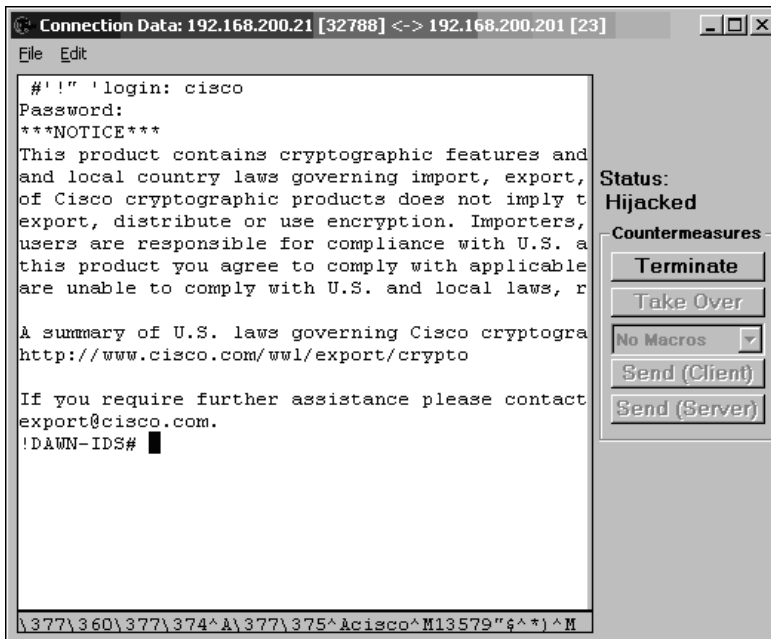 Connection Data: 192.168.200.21 [32788] <-> 192.168.200.201 [23]
File Edit
#'!" 'login: cisco
Password:
***NOTICE***
This product contains cryptographic features and
and local country laws governing import, export,
of Cisco cryptographic products does not imply t
export, distribute or use encryption. Importers,
users are responsible for compliance with U.S. a
this product you agree to comply with applicable
are unable to comply with U.S. and local laws, r
A summary of U.S. laws governing Cisco cryptogra
http://www.cisco.com/wwl/export/crypto
If you require further assistance please contact
export@cisco.com.
!DAWN-IDS#
\377\360\377\374^A\377\375^Acisco^M13579"$^*)^M
Status:
Hijacked
Countermeasures
Terminate
Take Over
No Macros
Send (Client)
Send (Server)